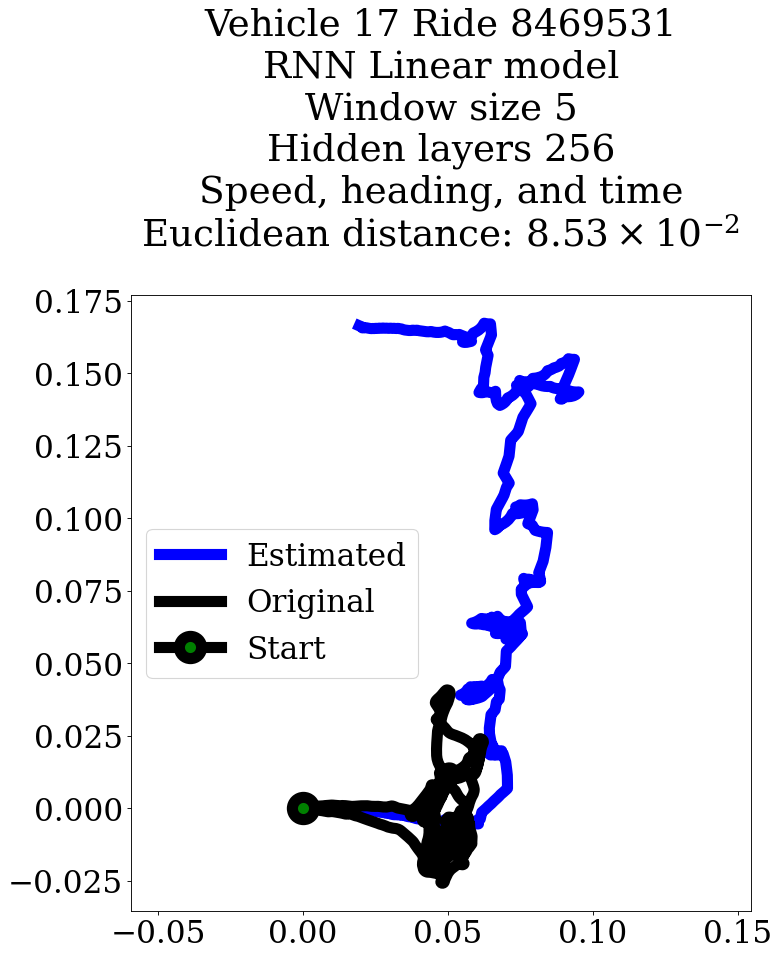 Vehicle 17 Ride 8469531
RNN Linear model
Window size 5
Hidden layers 256
Speed, heading, and time
Euclidean distance: 8.53 × 10⁻²
0.175
0.150
0.125
0.100
0.075
0.050
0.025
0.000
−0.025
Estimated
Original
Start
−0.05 0.00 0.05 0.10 0.15